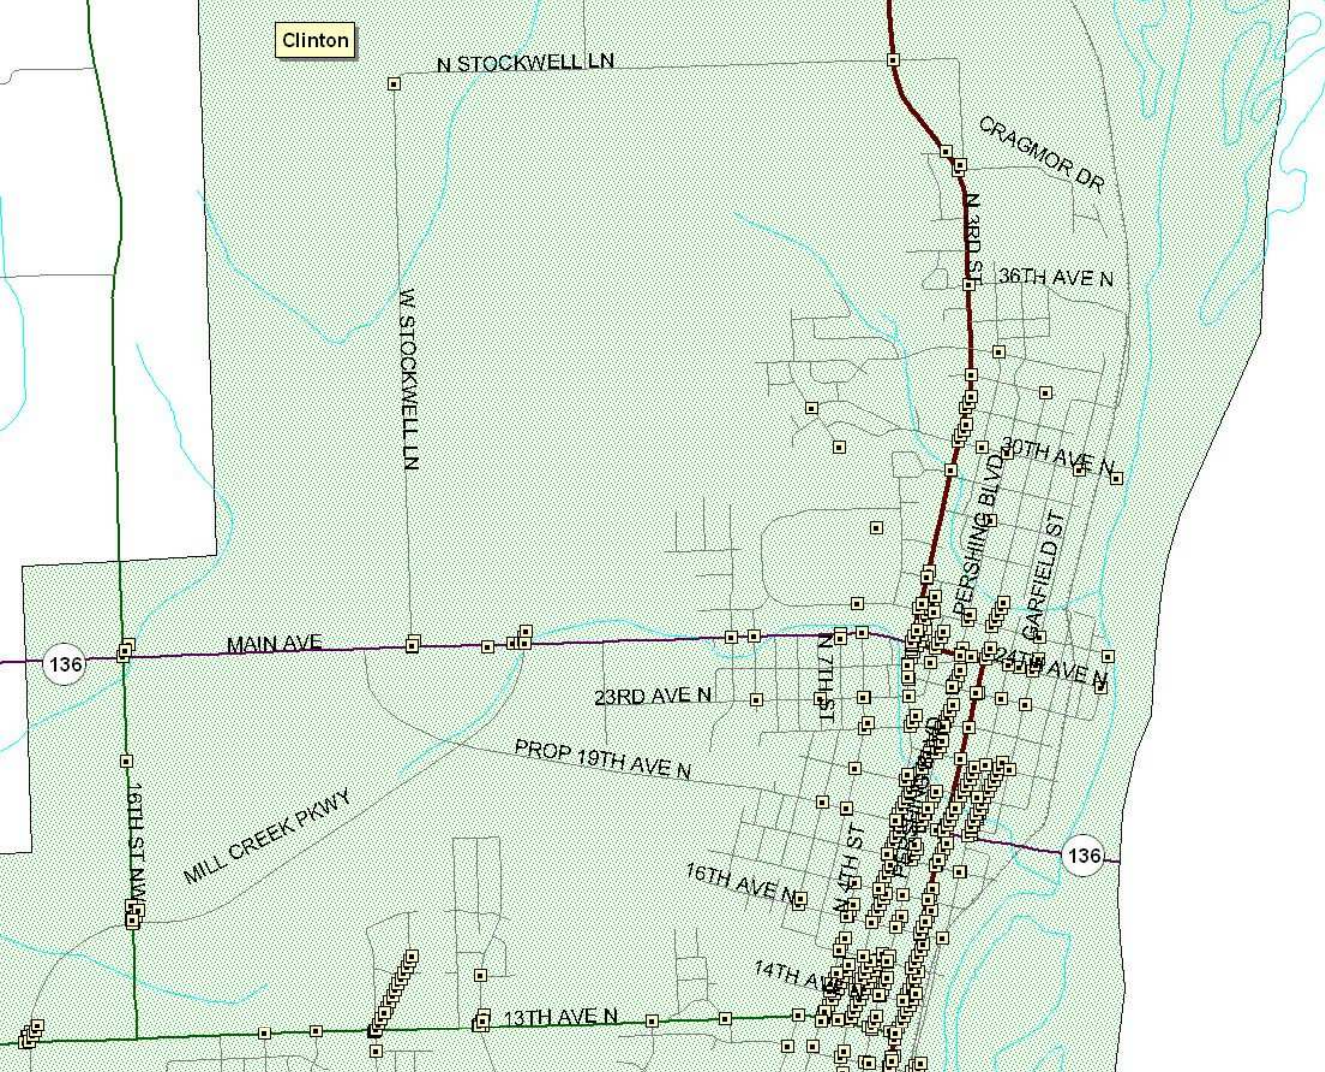 Clinton
N STOCKWELL LN
CRAGMOR DR
N 3RD ST
36TH AVE N
W STOCKWELL LN
30TH AVE N
PERSHING BLVD
GARFIELD ST
136
MAIN AVE
24TH AVE N
N 7TH ST
23RD AVE N
PROP 19TH AVE N
PERSHING BLVD
16TH ST NW
MILL CREEK PKWY
136
N 4TH ST
16TH AVE N
14TH AVE N
13TH AVE N